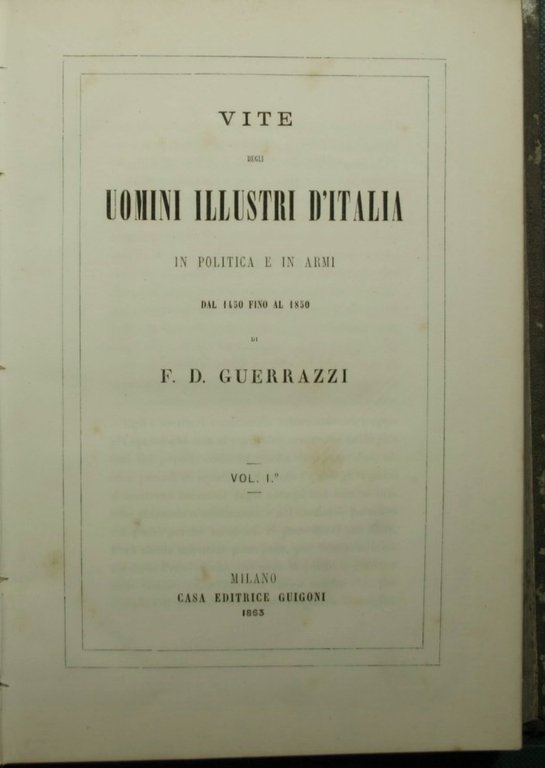 VITE
DEGLI
UOMINI ILLUSTRI D'ITALIA
IN POLITICA E IN ARMI
DAL 1450 FINO AL 1850
DI
F. D. GUERRAZZI
VOL. I.º
MILANO
CASA EDITRICE GUIGONI
1863